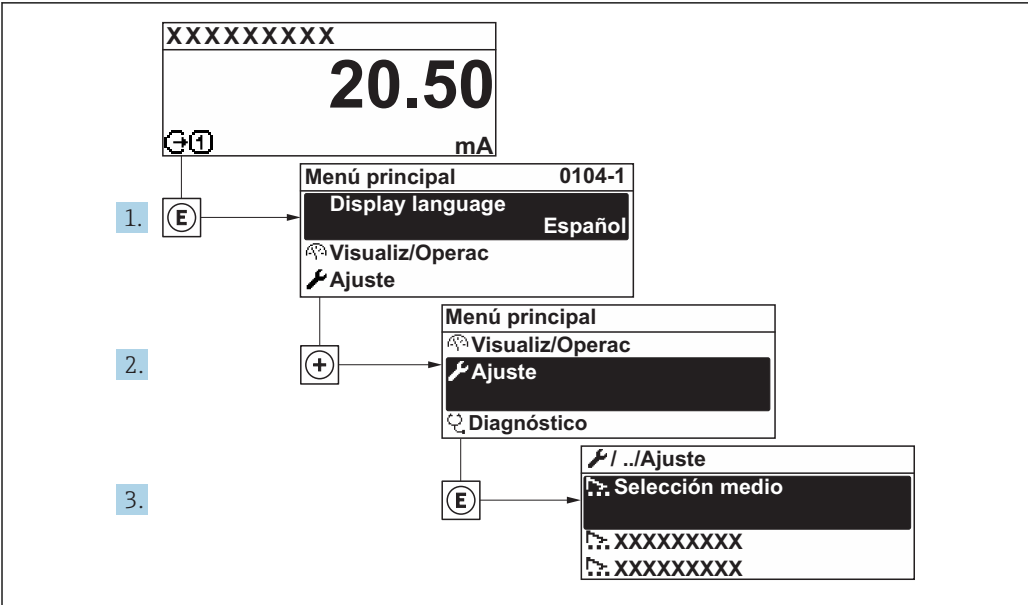 XXXXXXXXX
20.50
1 mA
1. E
Menú principal 0104-1
Display language
Español
Visualiz/Operac
Ajuste
2. +
Menú principal
Visualiz/Operac
Ajuste
Diagnóstico
3. E
/ ../Ajuste
Selección medio
XXXXXXXXX
XXXXXXXXX